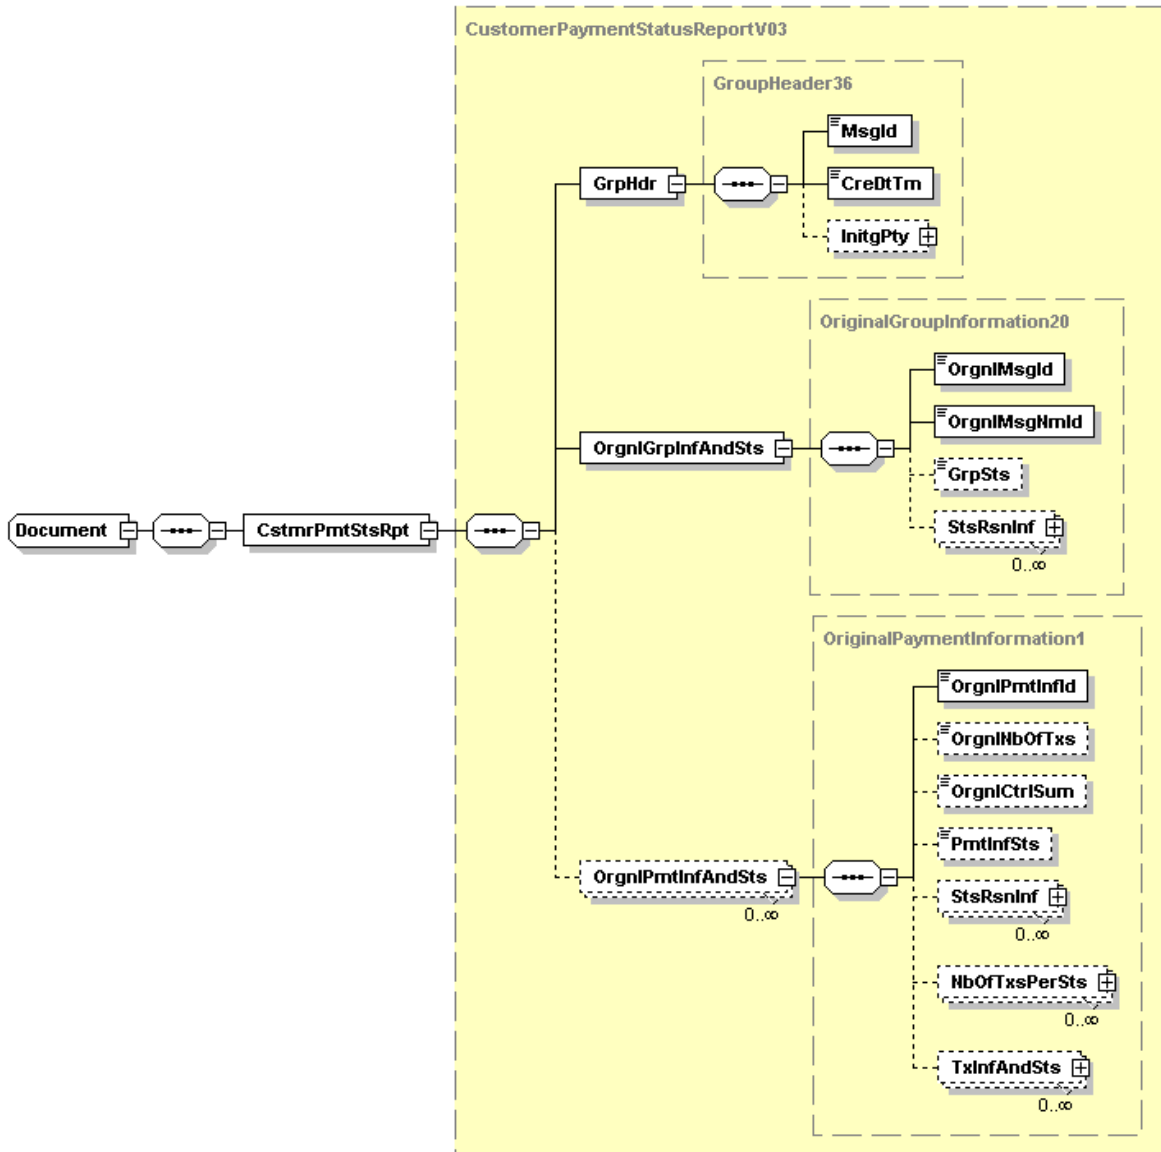 CustomerPaymentStatusReportV03
GroupHeader36
MsgId
CreDtTm
GrpHdr
InitgPty
OriginalGroupInformation20
OrgnlMsgId
OrgnlMsgNmId
OrgnlGrpInfAndSts
GrpSts
StsRsnInf
0..∞
Document
CstmrPmtStsRpt
OriginalPaymentInformation1
OrgnlPmtInfId
OrgnlNbOfTxs
OrgnlCtrlSum
PmtInfSts
OrgnlPmtInfAndSts
0..∞
StsRsnInf
0..∞
NbOfTxsPerSts
0..∞
TxInfAndSts
0..∞